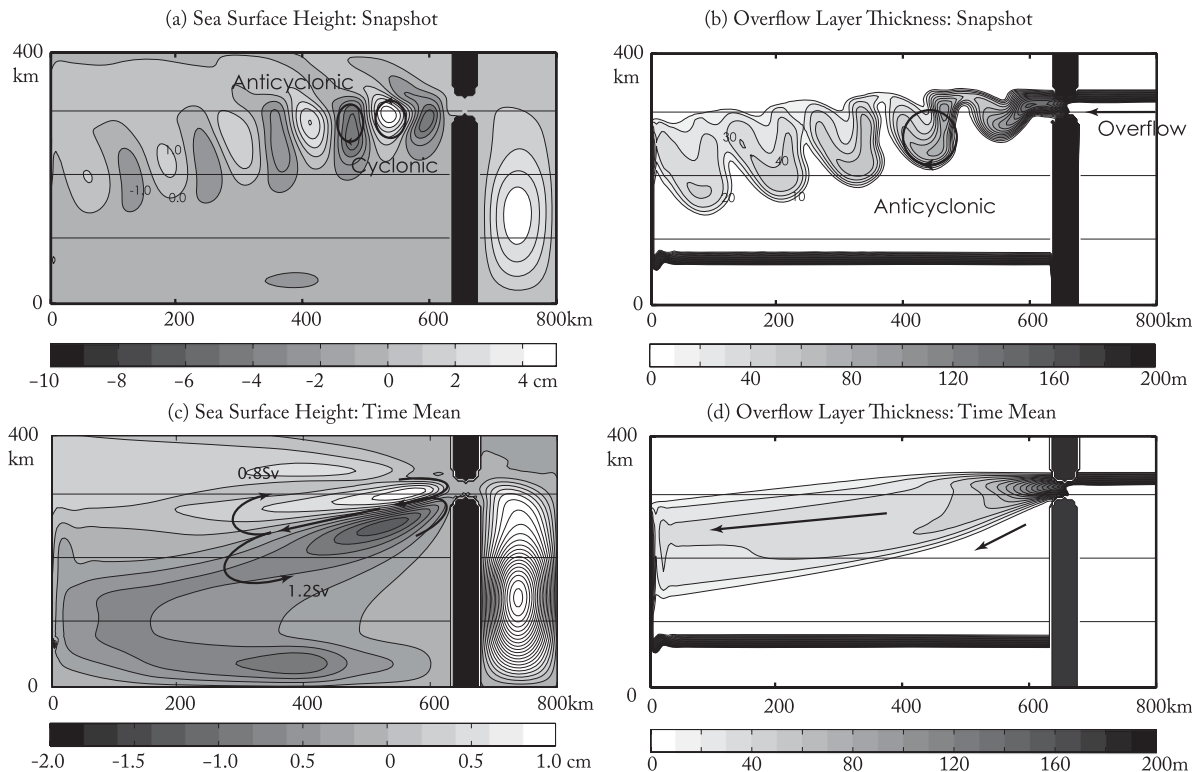 (a) Sea Surface Height: Snapshot
(b) Overflow Layer Thickness: Snapshot
400
km
Anticyclonic
Cyclonic
1.0
-1.0
0.0
0
0 200 400 600 800km
400
km
Overflow
30
40
20
10
Anticyclonic
0
0 200 400 600 800km
-10 -8 -6 -4 -2 0 2 4 cm
0 40 80 120 160 200m
(c) Sea Surface Height: Time Mean
(d) Overflow Layer Thickness: Time Mean
400
km
0.8Sv
1.2Sv
0
0 200 400 600 800km
400
km
0
0 200 400 600 800km
-2.0 -1.5 -1.0 -0.5 0 0.5 1.0 cm
0 40 80 120 160 200m